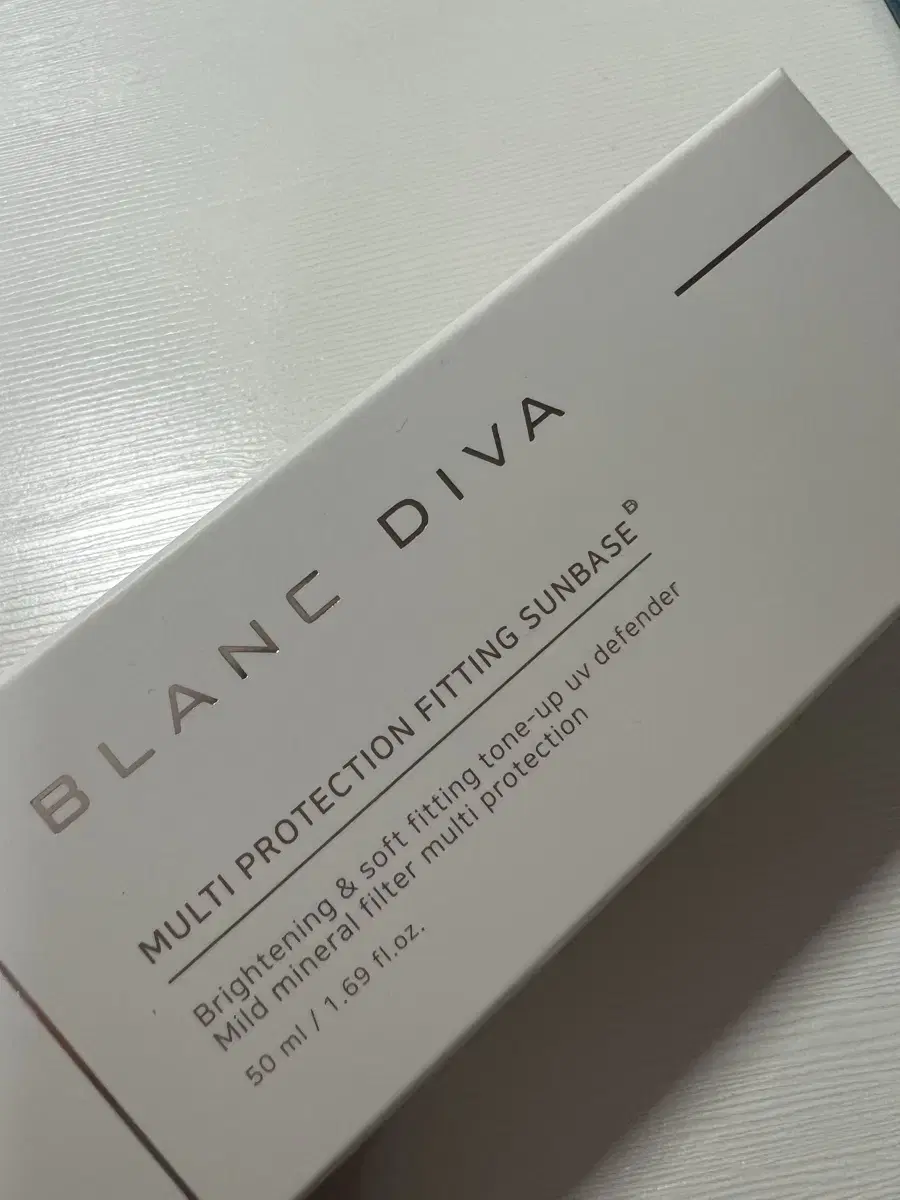 BLANC DIVA
MULTI PROTECTION FITTING SUNBASE B
Brightening & soft fitting tone-up uv defender
Mild mineral filter multi protection
50 ml / 1.69 fl.oz.